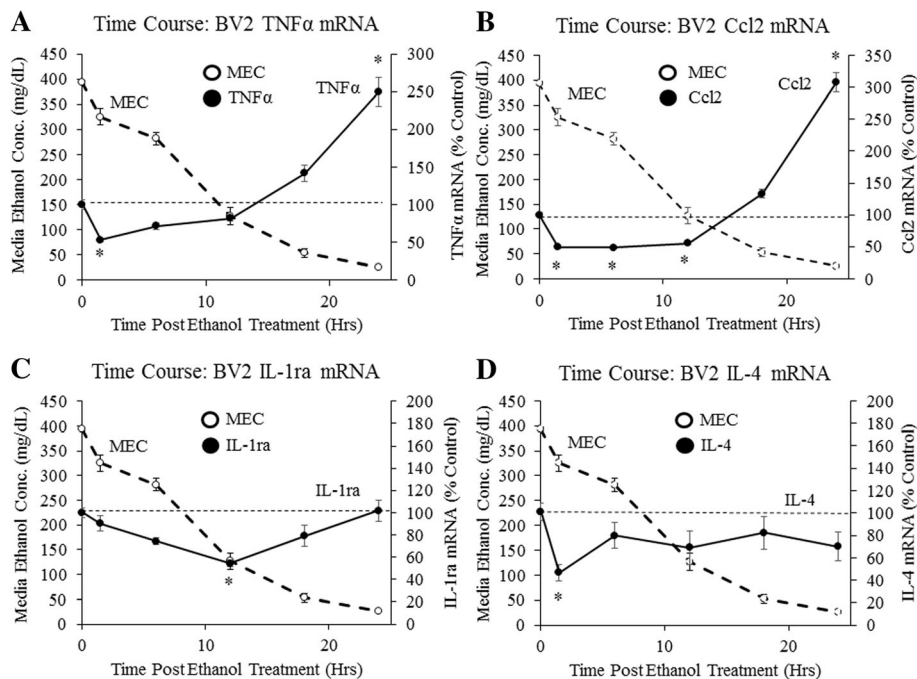 A
Time Course: BV2 TNFα mRNA
Media Ethanol Conc. (mg/dL)
450
400
350
300
250
200
150
100
50
0
MEC
TNFα
MEC
TNFα
*
*
300
250
200
150
100
50
0
TNFα mRNA (% Control)
0
10
20
Time Post Ethanol Treatment (Hrs)
B
Time Course: BV2 Ccl2 mRNA
Media Ethanol Conc. (mg/dL)
450
400
350
300
250
200
150
100
50
0
MEC
Ccl2
MEC
Ccl2
*
*
*
*
350
300
250
200
150
100
50
0
Ccl2 mRNA (% Control)
0
10
20
Time Post Ethanol Treatment (Hrs)
C
Time Course: BV2 IL-1ra mRNA
Media Ethanol Conc. (mg/dL)
450
400
350
300
250
200
150
100
50
0
MEC
IL-1ra
MEC
IL-1ra
*
200
180
160
140
120
100
80
60
40
20
0
IL-1ra mRNA (% Control)
0
10
20
Time Post Ethanol Treatment (Hrs)
D
Time Course: BV2 IL-4 mRNA
Media Ethanol Conc. (mg/dL)
450
400
350
300
250
200
150
100
50
0
MEC
IL-4
MEC
IL-4
*
200
180
160
140
120
100
80
60
40
20
0
IL-4 mRNA (% Control)
0
10
20
Time Post Ethanol Treatment (Hrs)